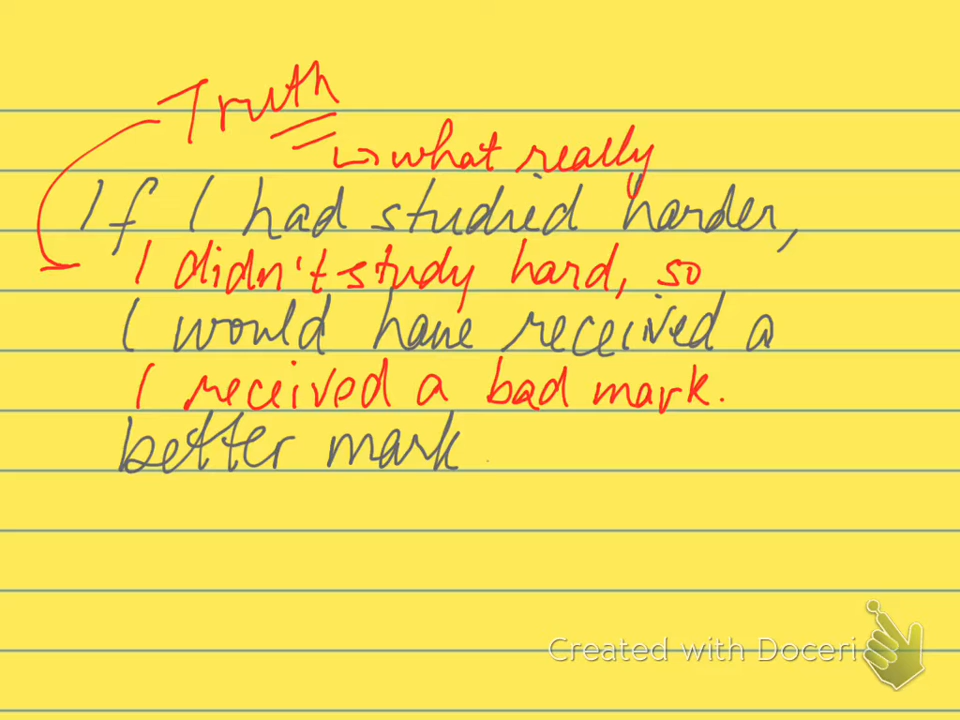 Truth
↳ what really
If I had studied harder,
I didn't study hard, so
I would have received a
I received a bad mark.
better mark
Created with Doceri